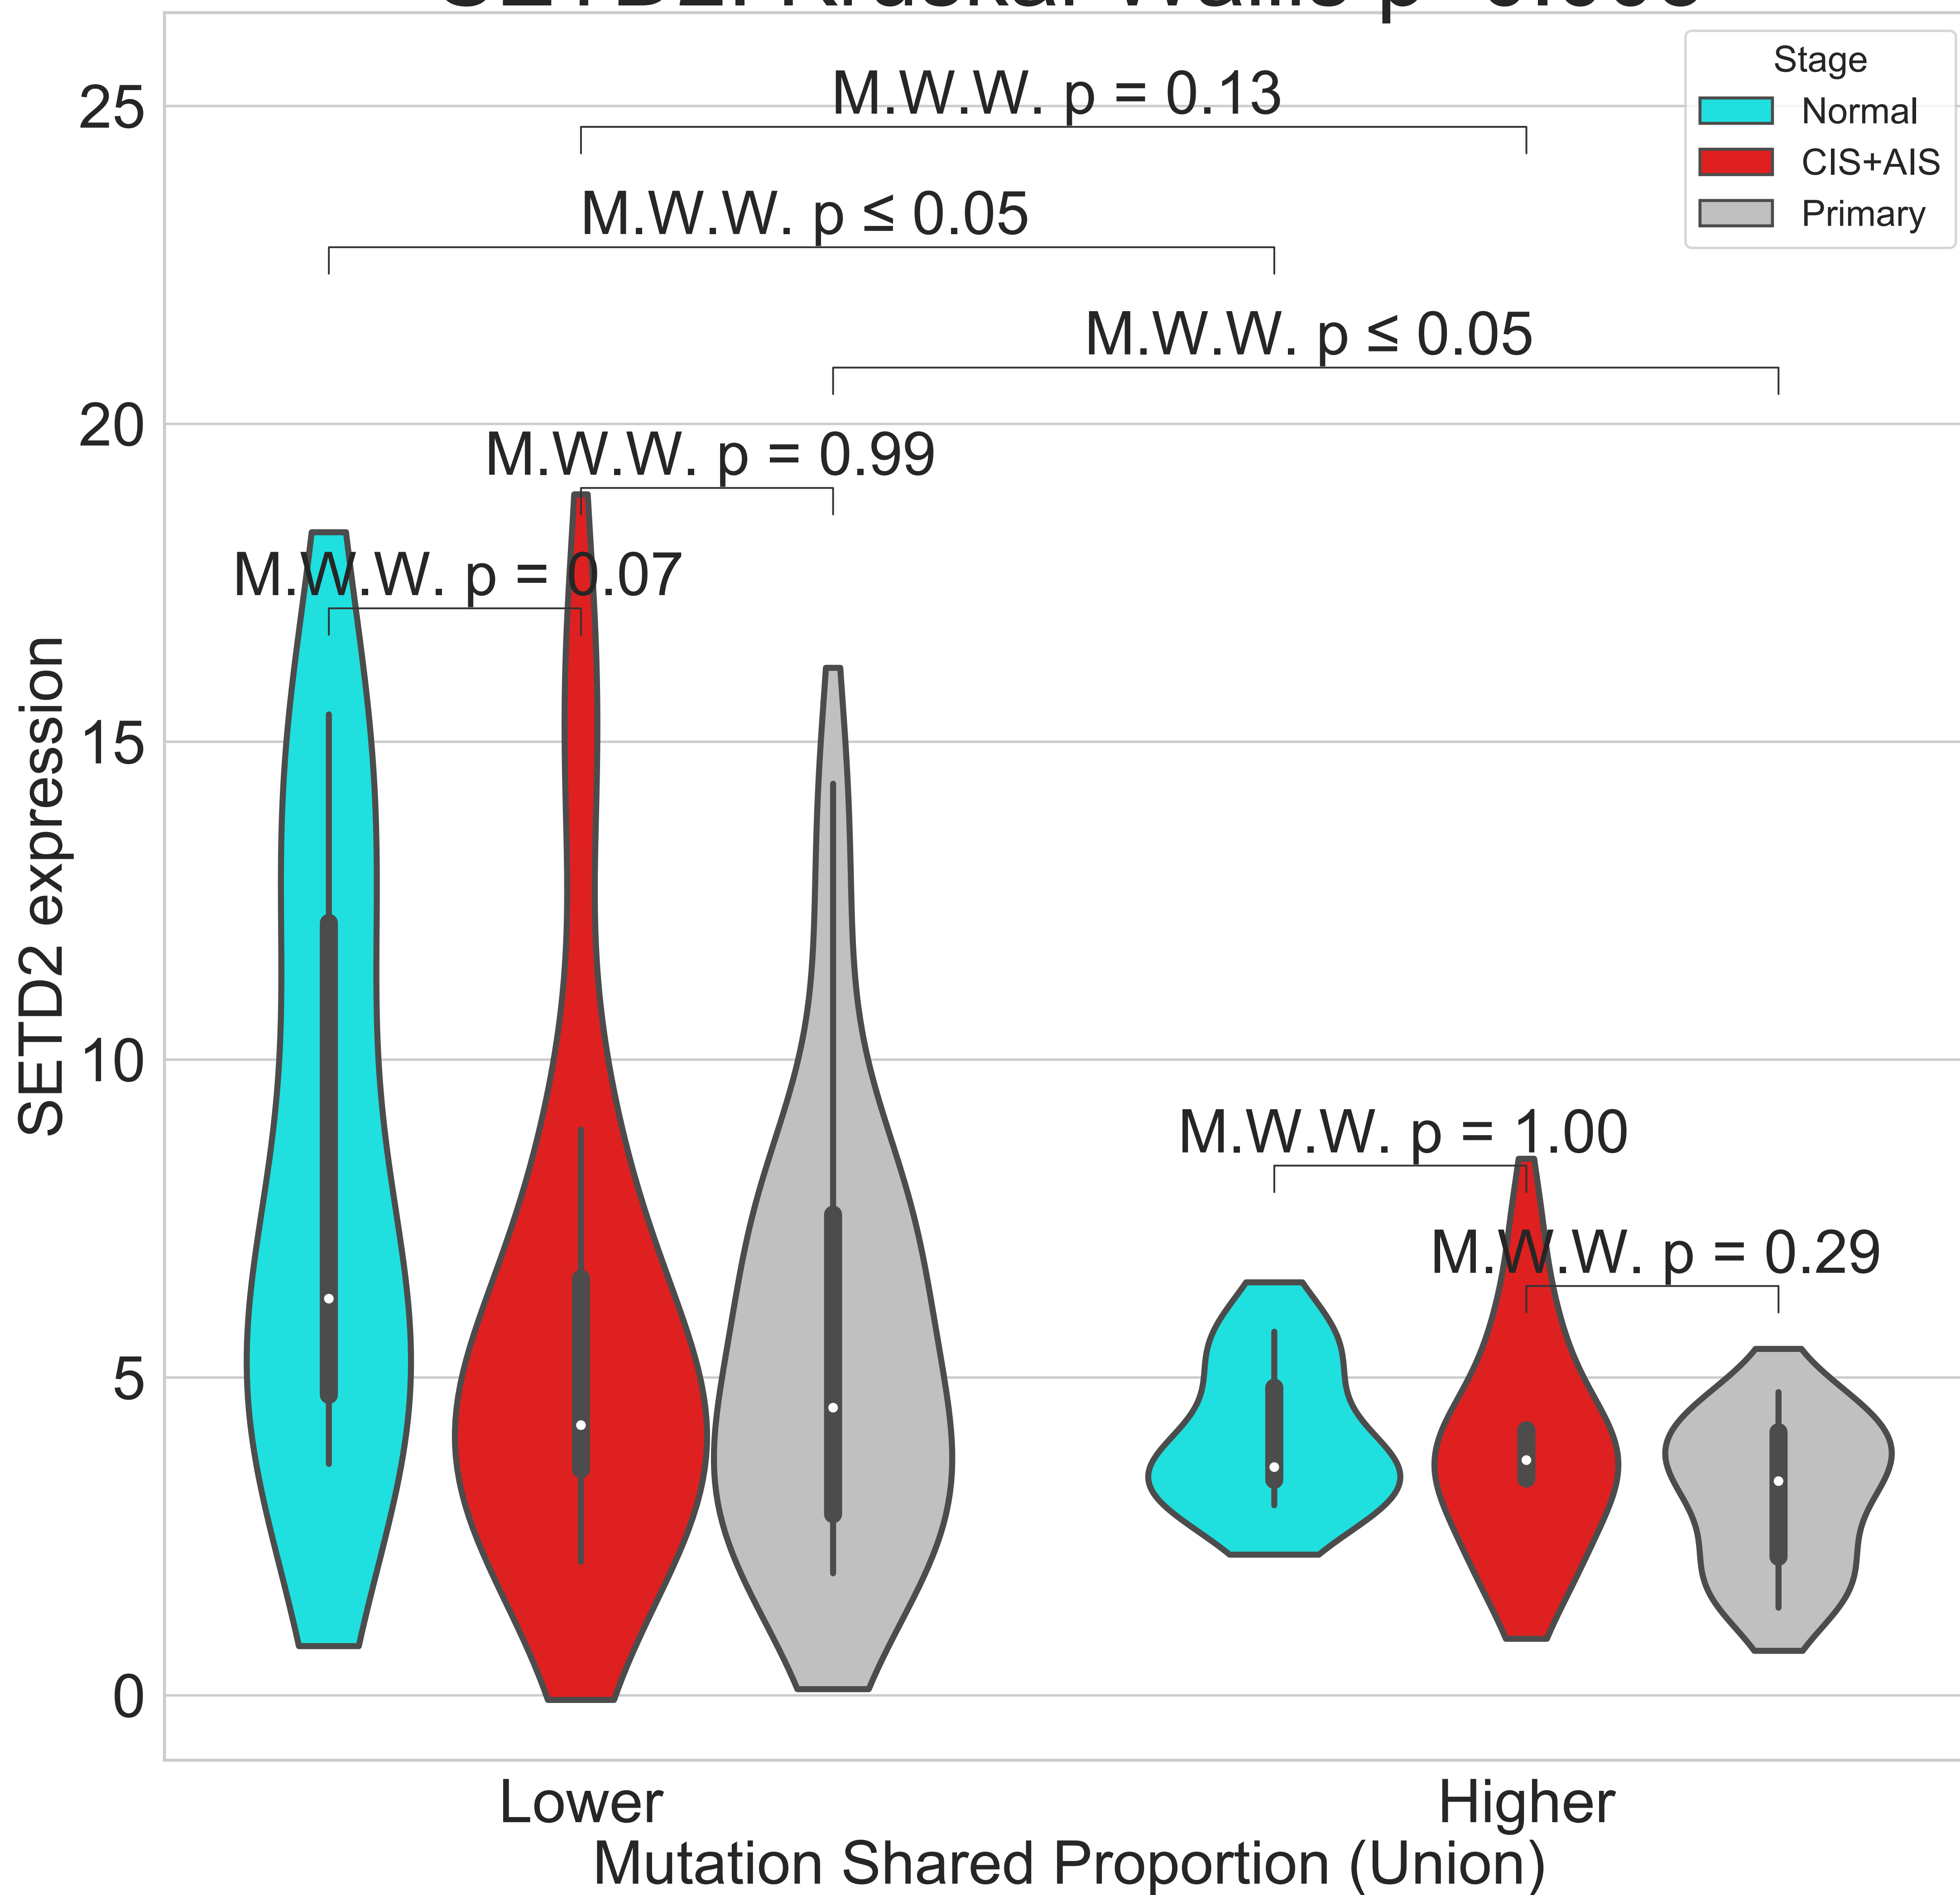 25
20
15
10
5
0
SETD2 expression
M.W.W. p = 0.13
M.W.W. p ≤ 0.05
M.W.W. p ≤ 0.05
M.W.W. p = 0.99
M.W.W. p = 0.07
M.W.W. p = 1.00
M.W.W. p = 0.29
Stage
Normal
CIS+AIS
Primary
Lower
Higher
Mutation Shared Proportion (Union)